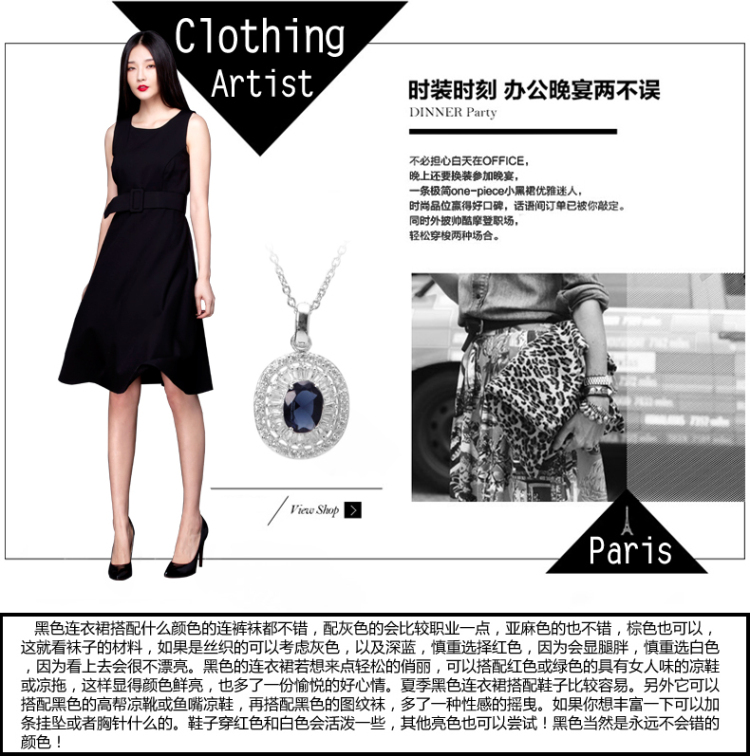 Clothing
Artist
时装时刻 办公晚宴两不误
DINNER Party
不必担心白天在OFFICE，
晚上还要换装参加晚宴，
一条极简one-piece小黑裙优雅迷人，
时尚品位赢得好口碑，话语间订单已被你敲定。
同时外披帅酷摩登职场，
轻松穿梭两种场合。
View Shop
Paris
黑色连衣裙搭配什么颜色的连裤袜都不错，配灰色的会比较职业一点，亚麻色的也不错，棕色也可以，
这就看袜子的材料，如果是丝织的可以考虑灰色，以及深蓝，慎重选择红色，因为会显腿胖，慎重选白色
，因为看上去会很不漂亮。黑色的连衣裙若想来点轻松的俏丽，可以搭配红色或绿色的具有女人味的凉鞋
或凉拖，这样显得颜色鲜亮，也多了一份愉悦的好心情。夏季黑色连衣裙搭配鞋子比较容易。另外它可以
搭配黑色的高帮凉靴或鱼嘴凉鞋，再搭配黑色的图纹袜，多了一种性感的摇曳。如果你想丰富一下可以加
条挂坠或者胸针什么的。鞋子穿红色和白色会活泼一些，其他亮色也可以尝试！黑色当然是永远不会错的
颜色！